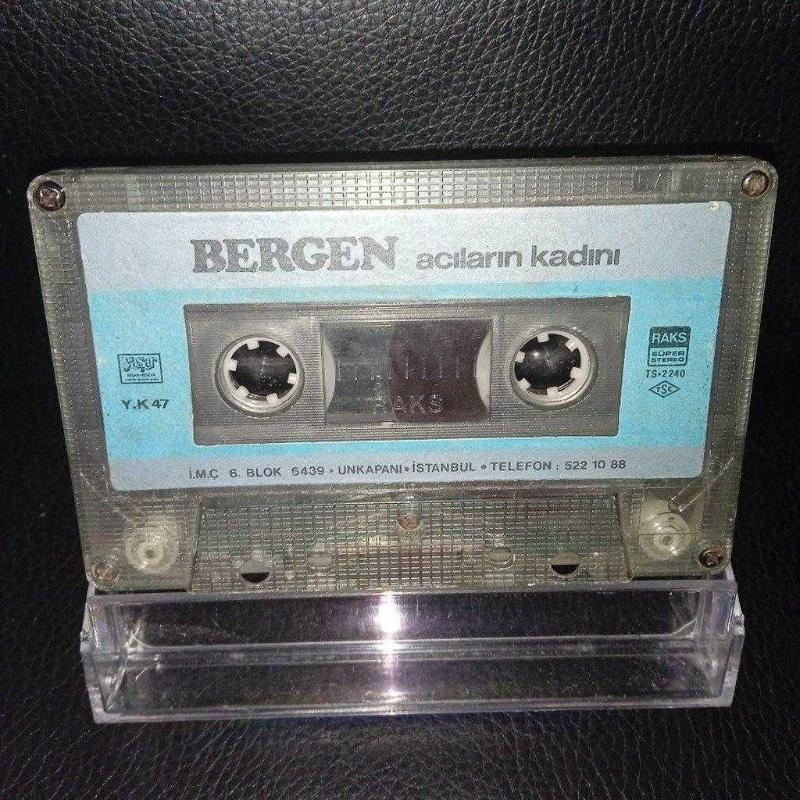 BERGEN acıların kadını
RAKS
SÜPER
STEREO
TS-2240
TSE
Y.K 47
RAKS
İ.M.Ç 6. BLOK 6439 • UNKAPANI • İSTANBUL • TELEFON : 522 10 88